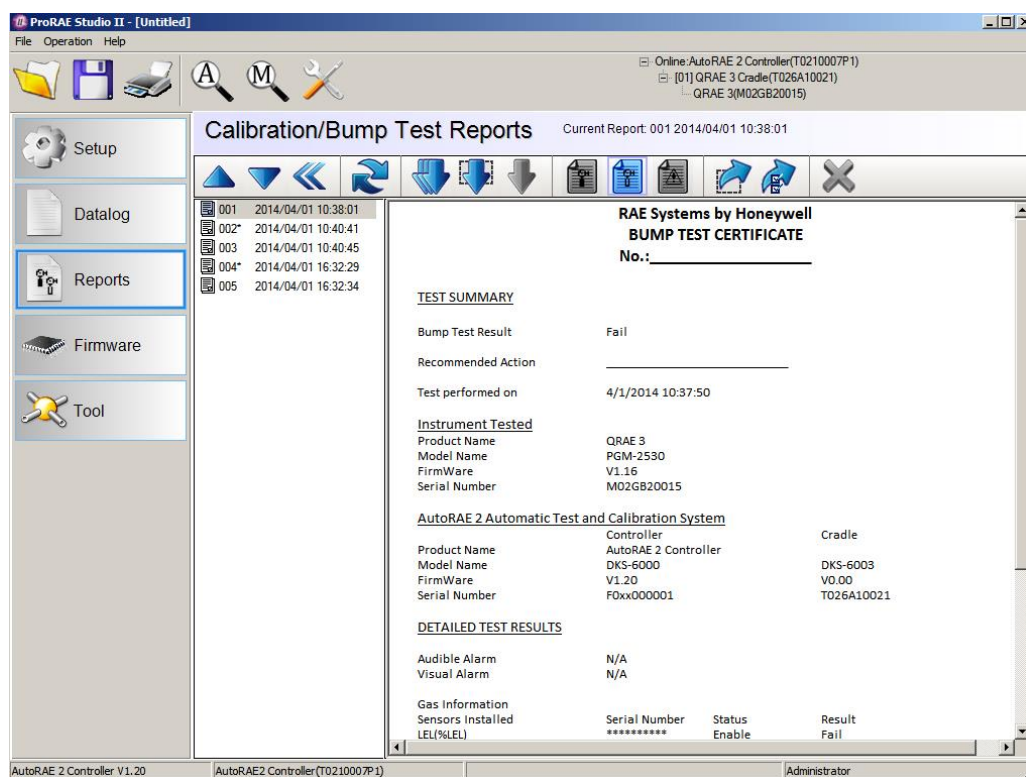 ProRAE Studio II - [Untitled]
File Operation Help
A M
Online:AutoRAE 2 Controller(T0210007P1)
[01] QRAE 3 Cradle(T026A10021)
QRAE 3(M02GB20015)
Setup
Datalog
Reports
Firmware
Tool
Calibration/Bump Test Reports Current Report: 001 2014/04/01 10:38:01
001 2014/04/01 10:38:01
002* 2014/04/01 10:40:41
003 2014/04/01 10:40:45
004* 2014/04/01 16:32:29
005 2014/04/01 16:32:34
RAE Systems by Honeywell
BUMP TEST CERTIFICATE
No.:
TEST SUMMARY
Bump Test Result Fail
Recommended Action
Test performed on 4/1/2014 10:37:50
Instrument Tested
Product Name QRAE 3
Model Name PGM-2530
FirmWare V1.16
Serial Number M02GB20015
AutoRAE 2 Automatic Test and Calibration System
Controller Cradle
Product Name AutoRAE 2 Controller
Model Name DKS-6000 DKS-6003
FirmWare V1.20 V0.00
Serial Number F0xx000001 T026A10021
DETAILED TEST RESULTS
Audible Alarm N/A
Visual Alarm N/A
Gas Information
Sensors Installed Serial Number Status Result
LEL(%LEL) ********** Enable Fail
AutoRAE 2 Controller V1.20 AutoRAE2 Controller(T0210007P1) Administrator